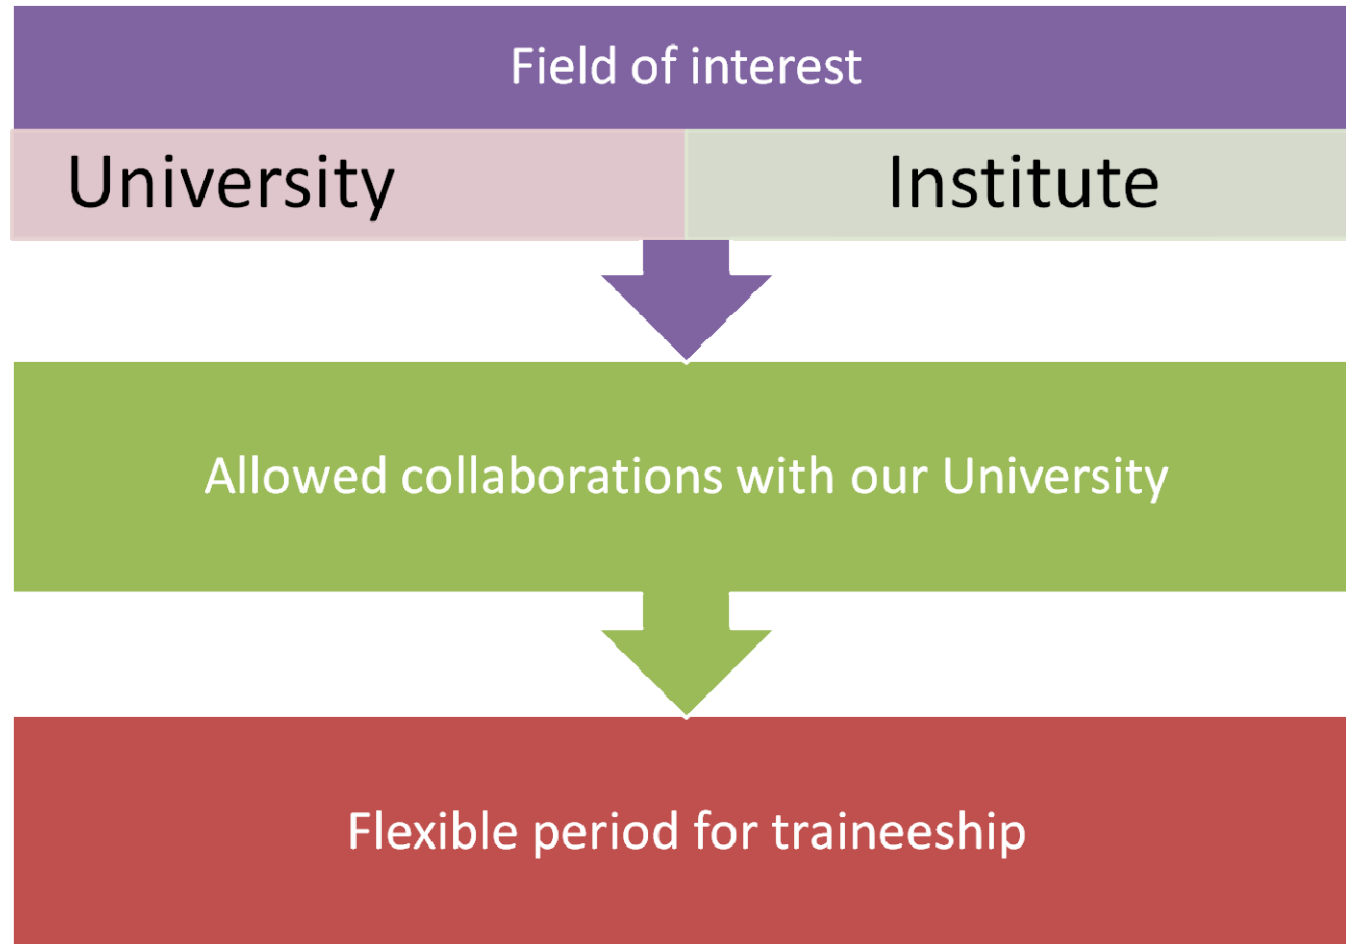 Field of interest
University Institute
Allowed collaborations with our University
Flexible period for traineeship